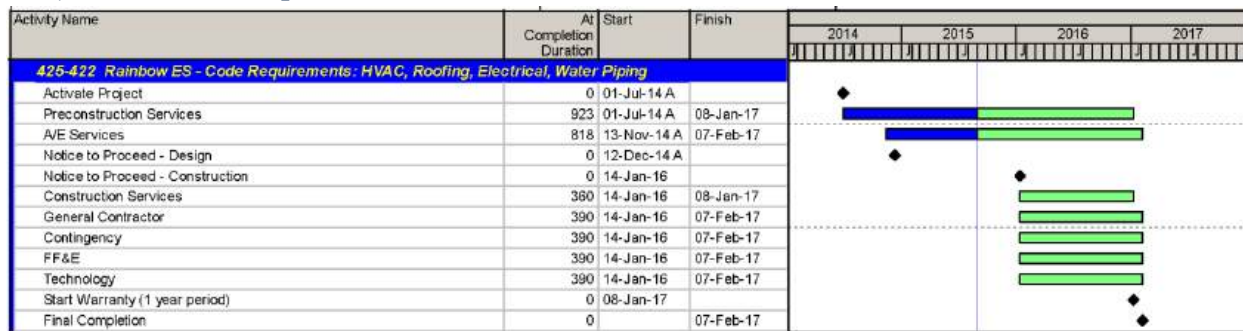 Activity Name At Completion Duration Start Finish 2014 2015 2016 2017
J J J J J J J
425-422 Rainbow ES - Code Requirements: HVAC, Roofing, Electrical, Water Piping
Activate Project 0 01-Jul-14 A
Preconstruction Services 923 01-Jul-14 A 08-Jan-17
A/E Services 818 13-Nov-14 A 07-Feb-17
Notice to Proceed - Design 0 12-Dec-14 A
Notice to Proceed - Construction 0 14-Jan-16
Construction Services 360 14-Jan-16 08-Jan-17
General Contractor 390 14-Jan-16 07-Feb-17
Contingency 390 14-Jan-16 07-Feb-17
FF&E 390 14-Jan-16 07-Feb-17
Technology 390 14-Jan-16 07-Feb-17
Start Warranty (1 year period) 0 08-Jan-17
Final Completion 0 07-Feb-17